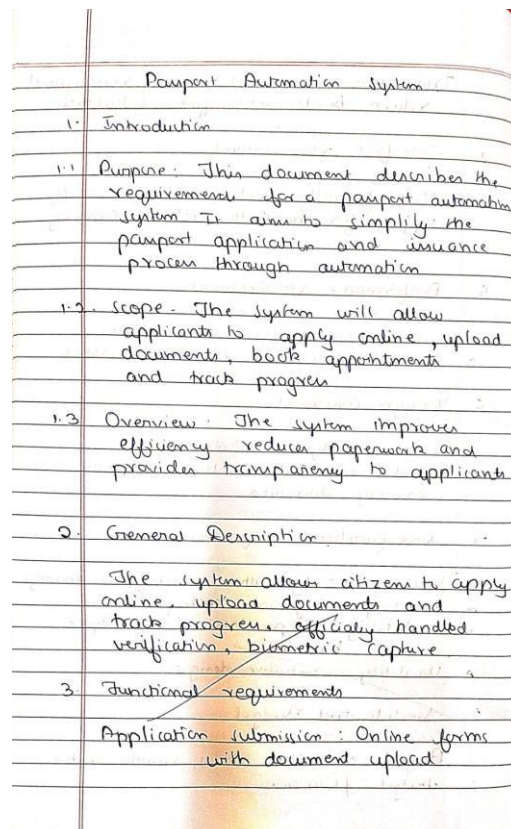 Passport Automation System
1. Introduction
1.1 Purpose: This document describes the
requirements for a passport automation
system It aims to simplify the
passport application and issuance
process through automation
1.2. Scope - The system will allow
applicants to apply online, upload
documents, book appointments
and track progress
1.3 Overview. The system improves
efficiency reduces paperwork and
provides transparency to applicants
2. General Description
The system allows citizens to apply
online, upload documents and
track progress. officialy handled
verification, biometric capture
3. Functional requirements
Application submission : Online forms
with document upload